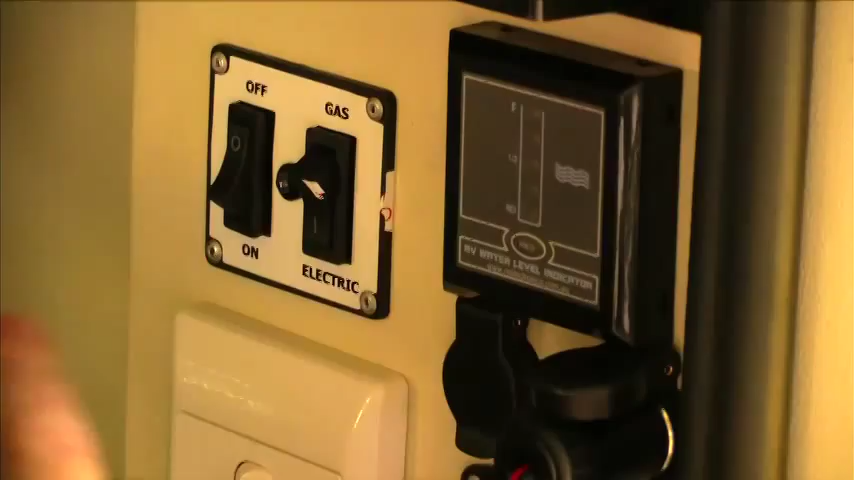 OFF
GAS
ON
ELECTRIC
F
1/2
RV WATER LEVEL INDICATOR